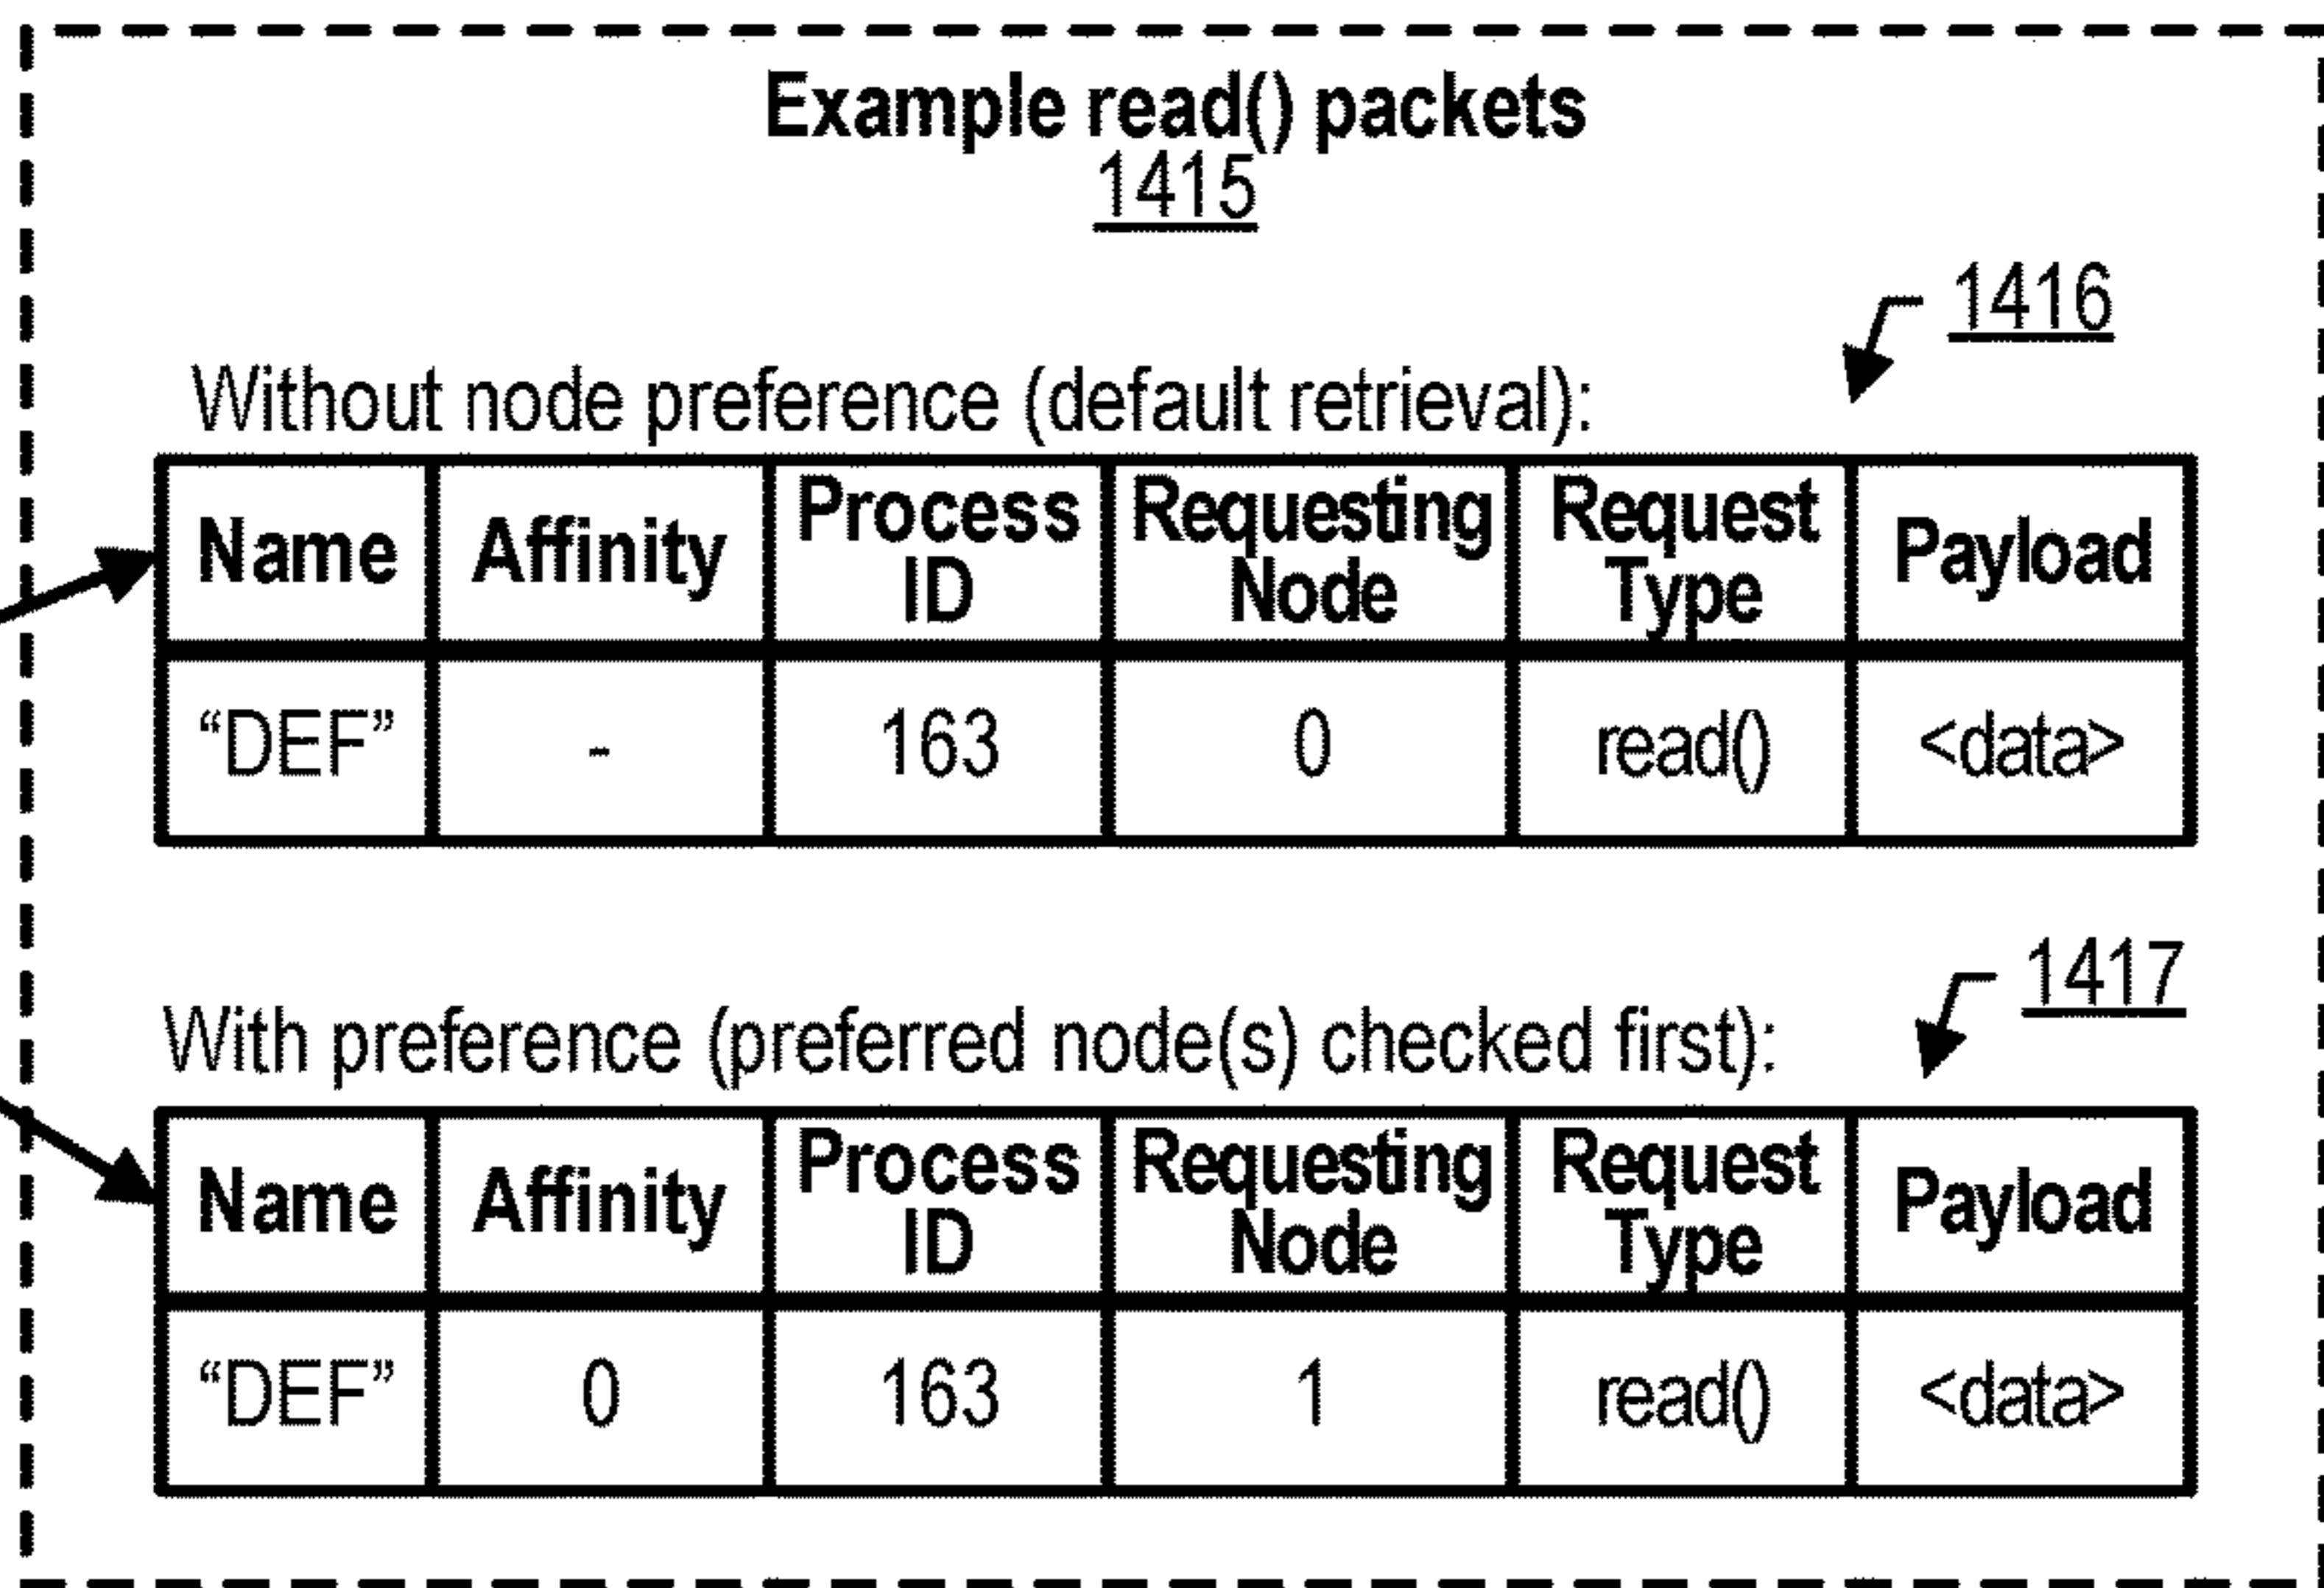 Example read() packets
1415
1416
Without node preference (default retrieval):
Name Affinity Process ID Requesting Node Request Type Payload
“DEF” - 163 0 read() <data>
1417
With preference (preferred node(s) checked first):
Name Affinity Process ID Requesting Node Request Type Payload
“DEF” 0 163 1 read() <data>